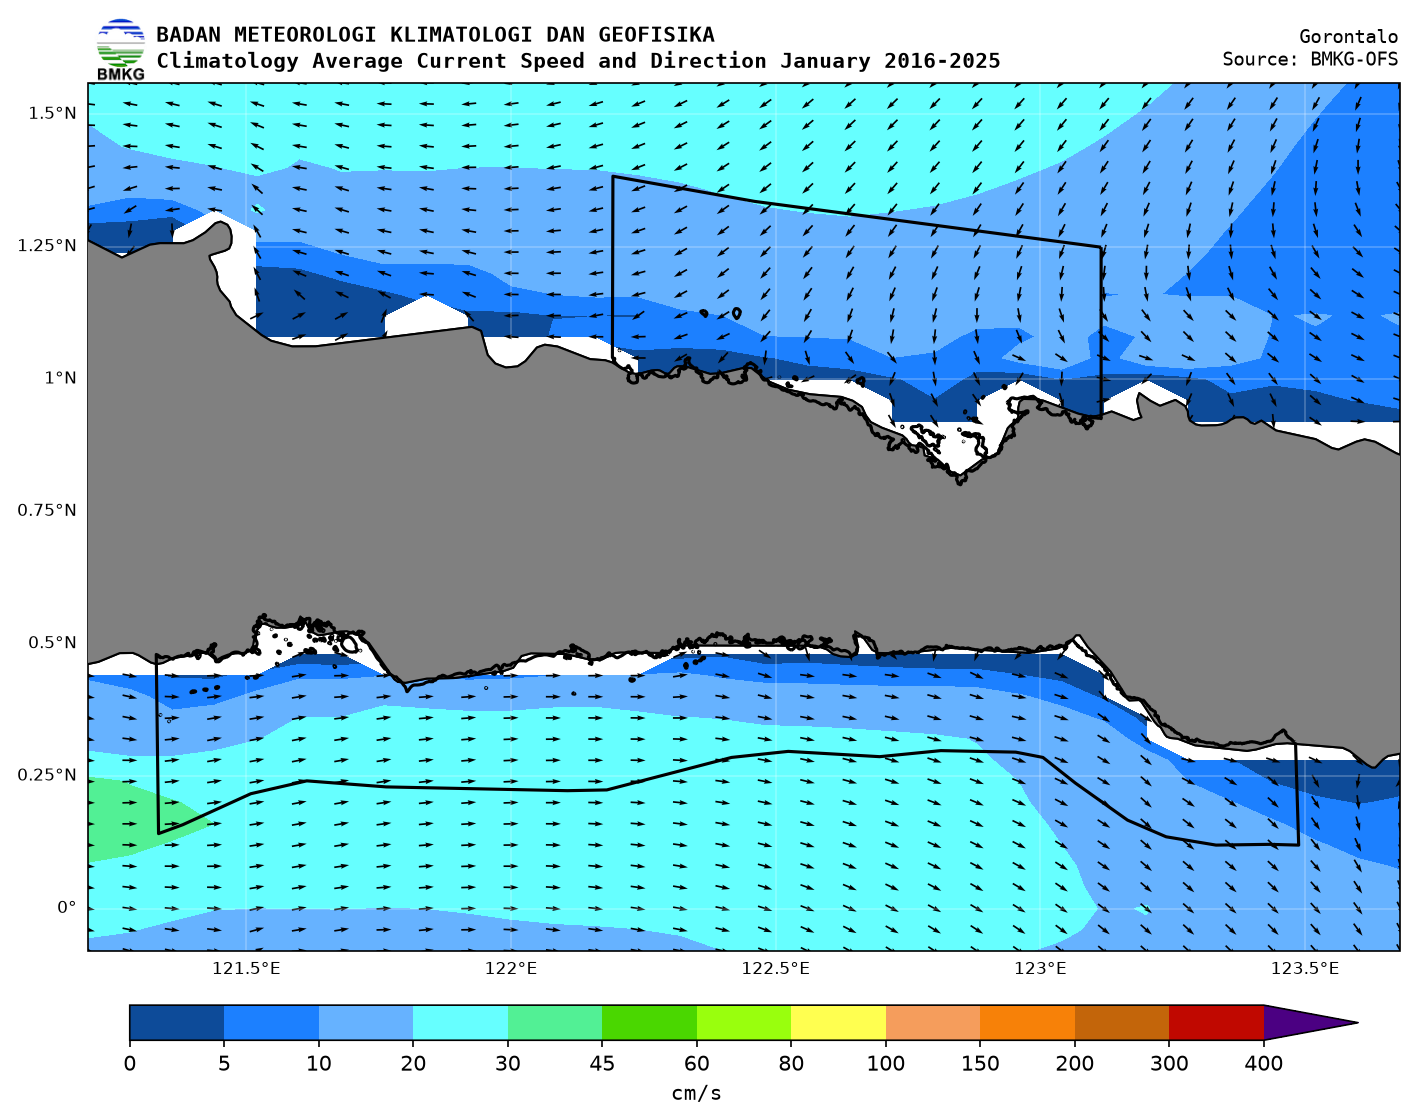 BADAN METEOROLOGI KLIMATOLOGI DAN GEOFISIKA
Climatology Average Current Speed and Direction January 2016-2025
Gorontalo
Source: BMKG-OFS
BMKG
1.5°N
1.25°N
1°N
0.75°N
0.5°N
0.25°N
0°
121.5°E 122°E 122.5°E 123°E 123.5°E
0 5 10 20 30 45 60 80 100 150 200 300 400
cm/s